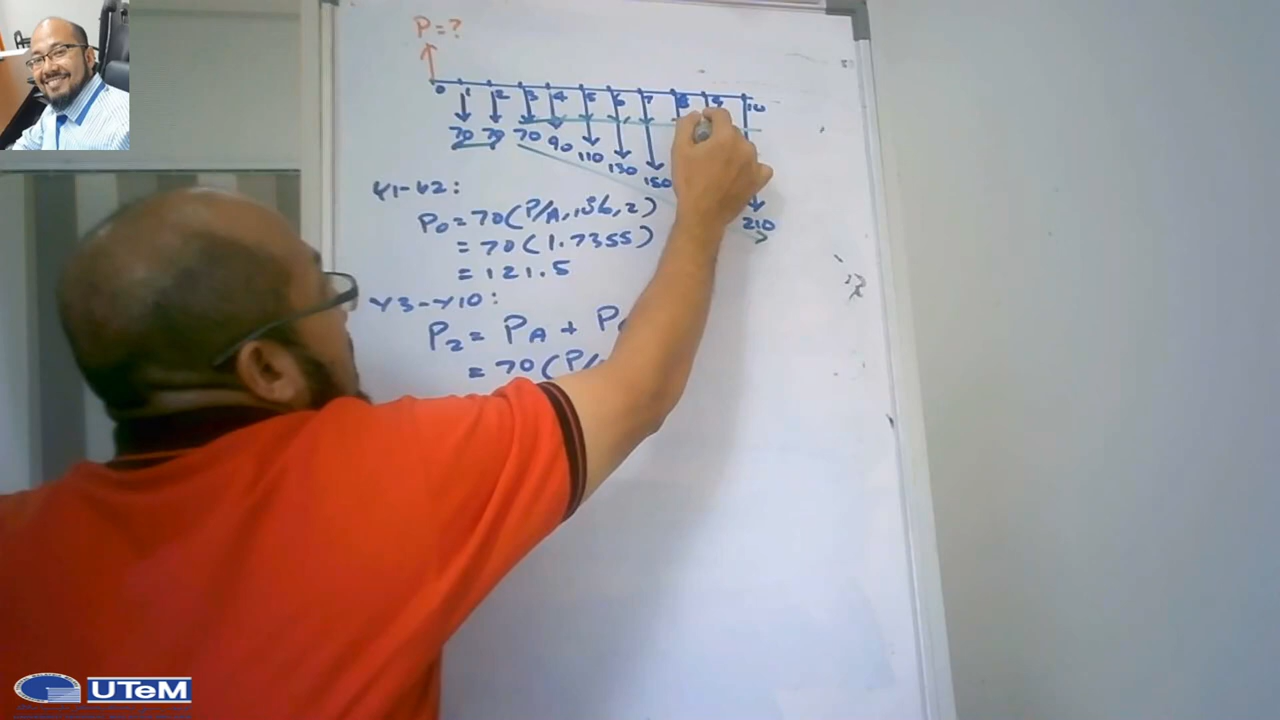 P=?
0 1 2 3 4 5 6 7 8 9 10
70 70 70 90 110 130 150 210
Y1-Y2:
P0=70(P/A,i%,2)
=70(1.7355)
=121.5
Y3-Y10:
P2= PA + P
=70(P/
UTeM